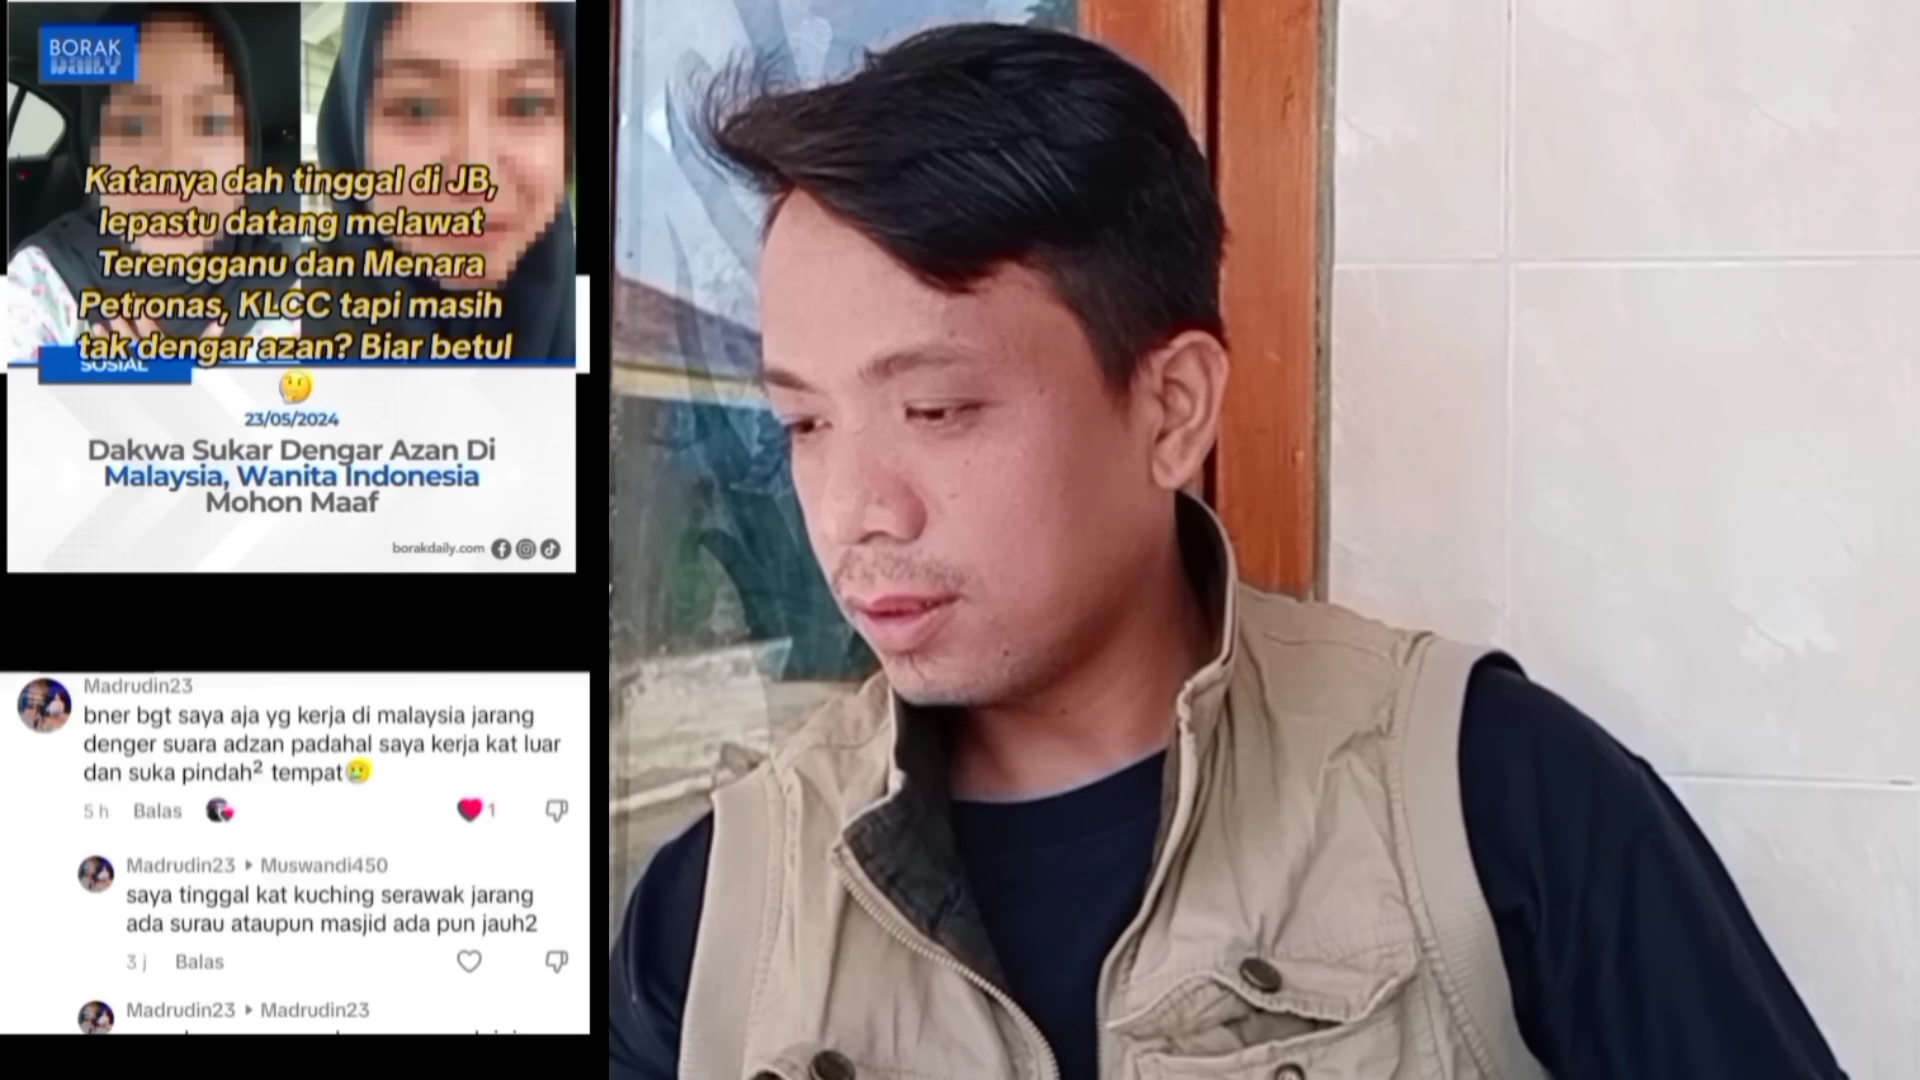 BORAK
Katanya dah tinggal di JB,
lepastu datang melawat
Terengganu dan Menara
Petronas, KLCC tapi masih
tak dengar azan? Biar betul
🤔
SOSIAL
23/05/2024
Dakwa Sukar Dengar Azan Di
Malaysia, Wanita Indonesia
Mohon Maaf
borakdaily.com
Madrudin23
bner bgt saya aja yg kerja di malaysia jarang
denger suara adzan padahal saya kerja kat luar
dan suka pindah² tempat🥲
5 h Balas 1
Madrudin23 ▸ Muswandi450
saya tinggal kat kuching serawak jarang
ada surau ataupun masjid ada pun jauh2
3 j Balas
Madrudin23 ▸ Madrudin23